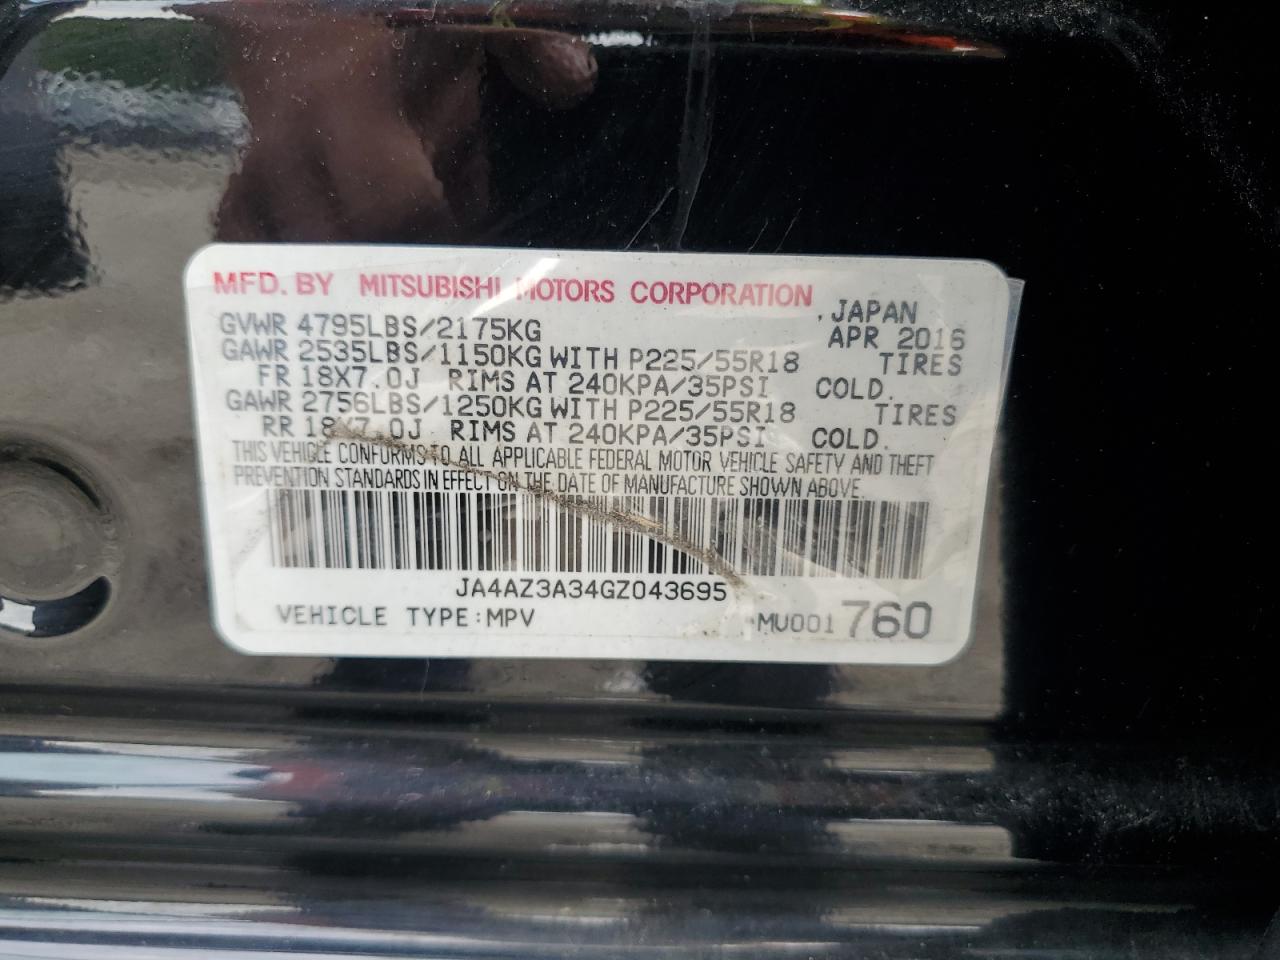 MFD. BY MITSUBISHI MOTORS CORPORATION
JAPAN
GVWR 4795LBS/2175KG APR 2016
GAWR 2535LBS/1150KG WITH P225/55R18 TIRES
FR 18X7.0J RIMS AT 240KPA/35PSI COLD.
GAWR 2756LBS/1250KG WITH P225/55R18 TIRES
RR 18X7.0J RIMS AT 240KPA/35PSI COLD.
THIS VEHICLE CONFORMS TO ALL APPLICABLE FEDERAL MOTOR VEHICLE SAFETY AND THEFT
PREVENTION STANDARDS IN EFFECT ON THE DATE OF MANUFACTURE SHOWN ABOVE.
JA4AZ3A34GZ043695
VEHICLE TYPE:MPV MU001 760